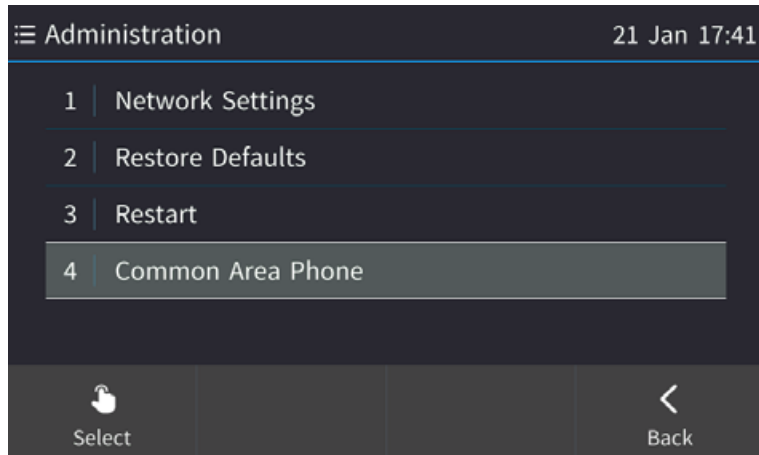 Administration 21 Jan 17:41
1 Network Settings
2 Restore Defaults
3 Restart
4 Common Area Phone
Select Back